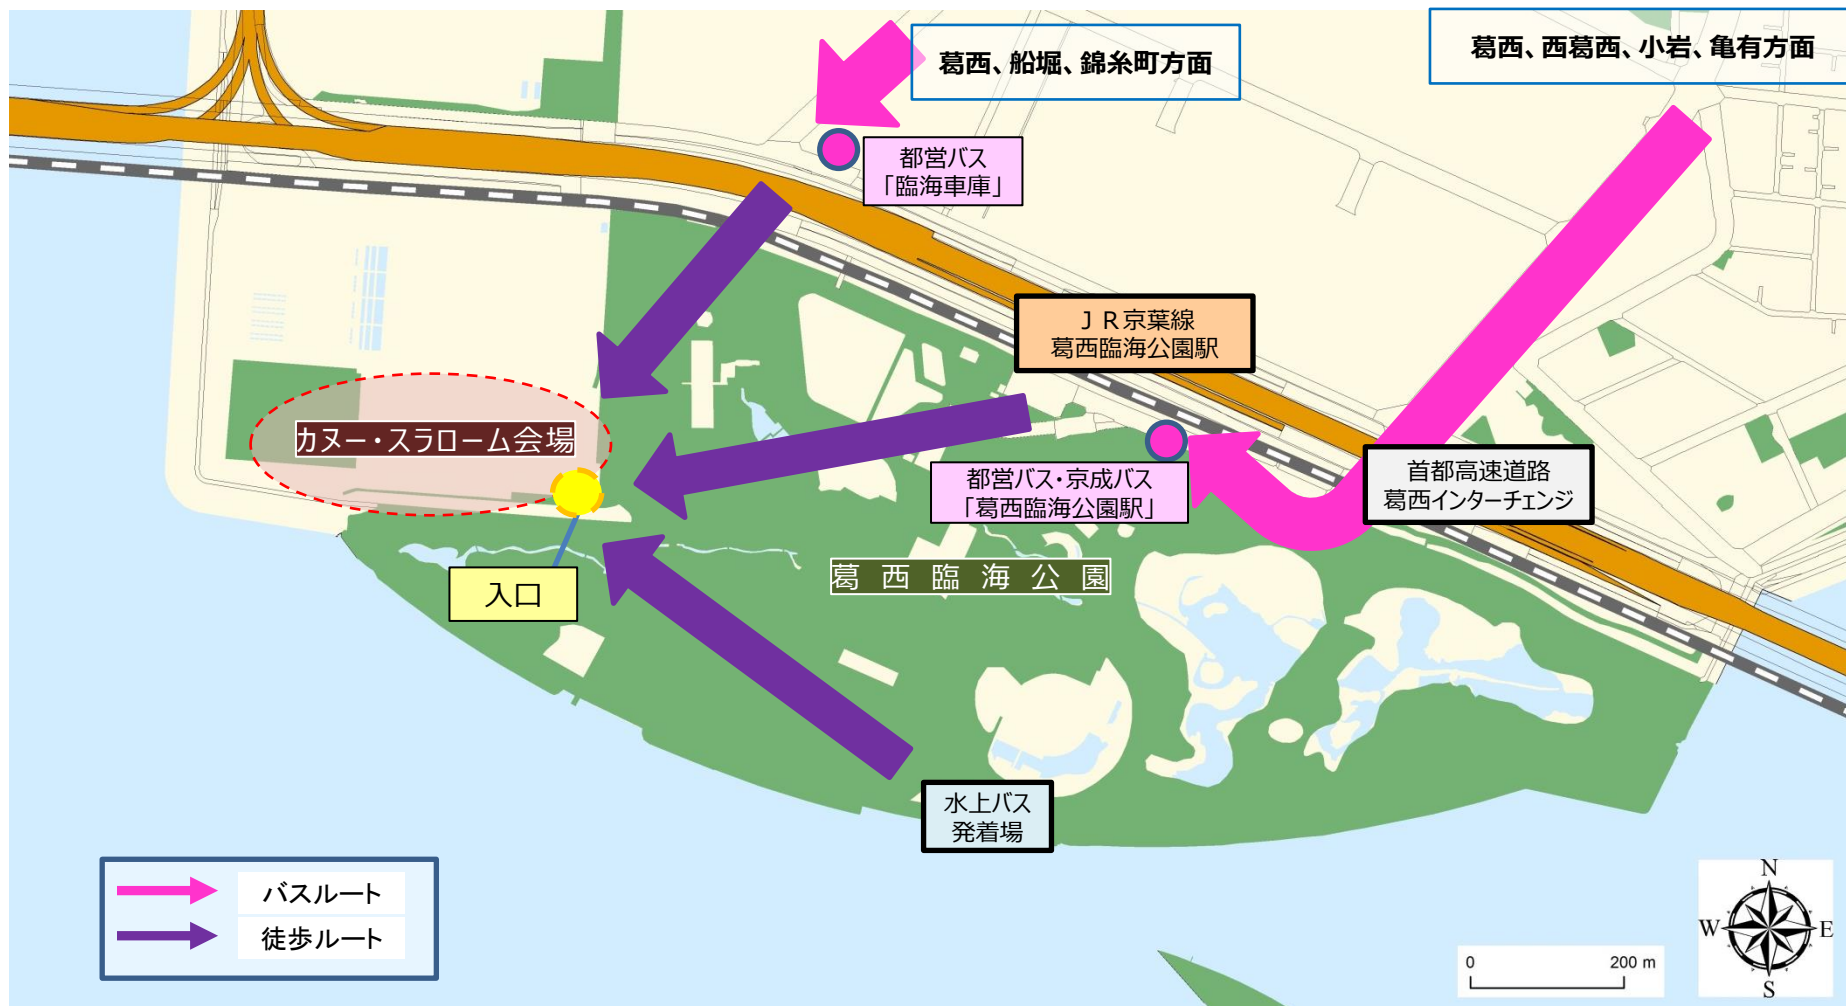 葛西、船堀、錦糸町方面
葛西、西葛西、小岩、亀有方面
都営バス
「臨海車庫」
ＪＲ京葉線
葛西臨海公園駅
カヌー・スラローム会場
都営バス・京成バス
「葛西臨海公園駅」
首都高速道路
葛西インターチェンジ
入口
葛西臨海公園
水上バス
発着場
バスルート
徒歩ルート
N
W
E
S
0
200 m